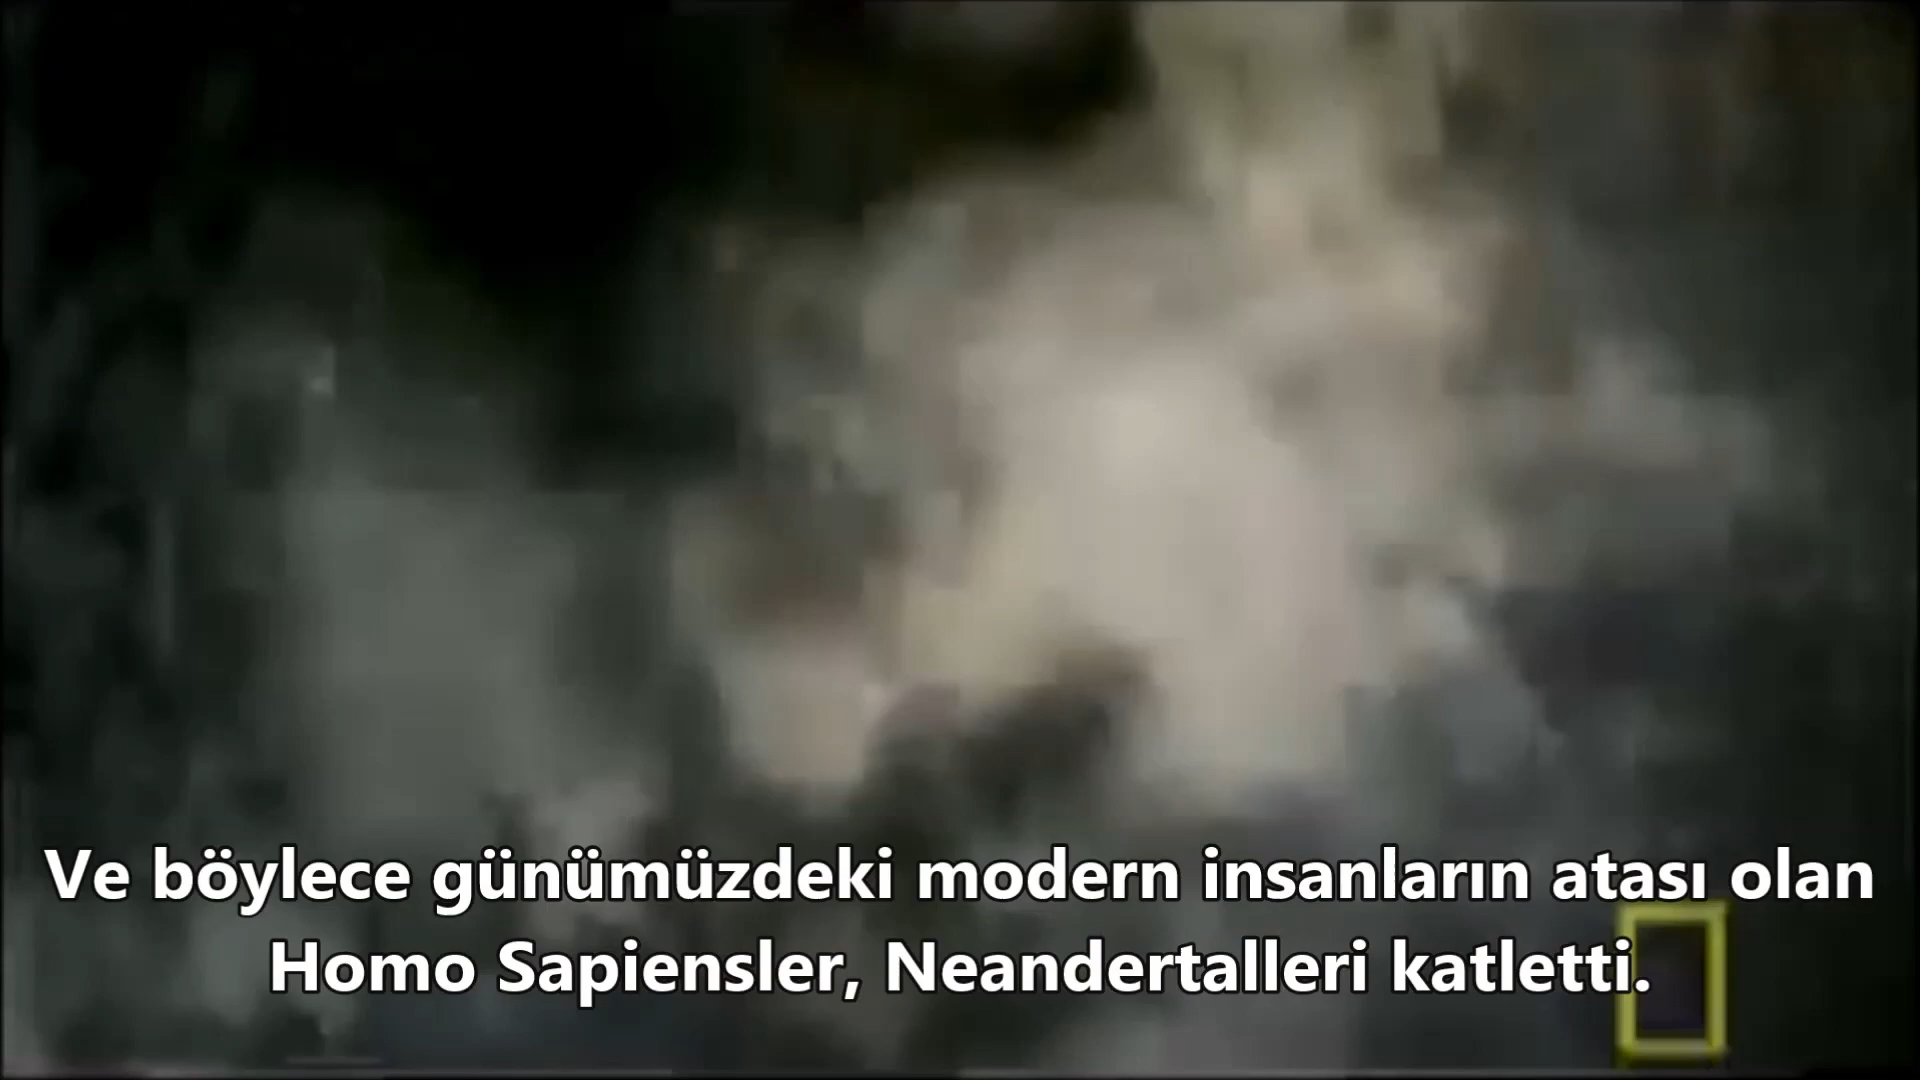 Ve böylece günümüzdeki modern insanların atası olan
Homo Sapiensler, Neandertalleri katletti.